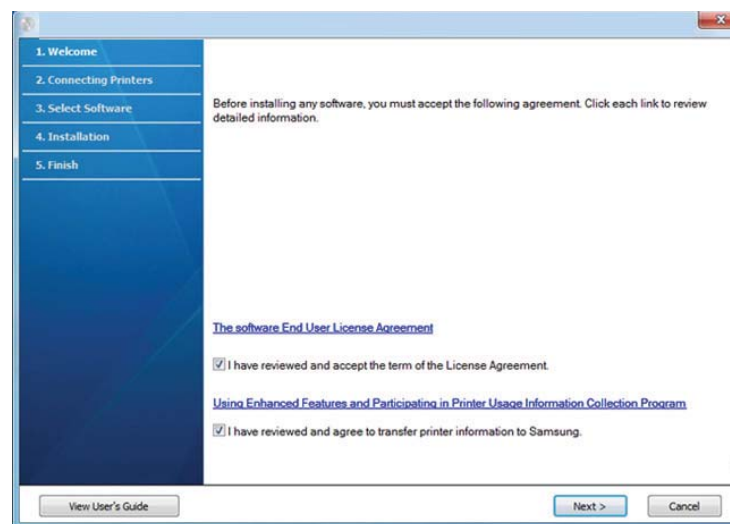 1. Welcome
2. Connecting Printers
3. Select Software
4. Installation
5. Finish
Before installing any software, you must accept the following agreement. Click each link to review
detailed information.
The software End User License Agreement
I have reviewed and accept the term of the License Agreement.
Using Enhanced Features and Participating in Printer Usage Information Collection Program
I have reviewed and agree to transfer printer information to Samsung.
View User's Guide
Next >
Cancel